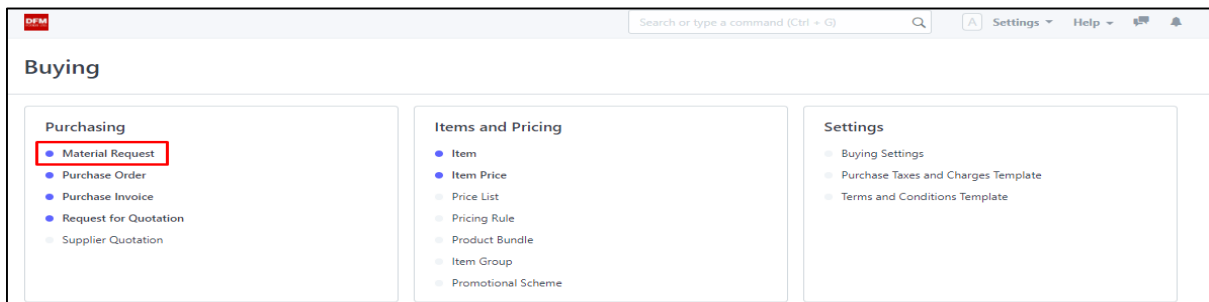 DFM
Search or type a command (Ctrl + G)
A Settings Help
Buying
Purchasing
Material Request
Purchase Order
Purchase Invoice
Request for Quotation
Supplier Quotation
Items and Pricing
Item
Item Price
Price List
Pricing Rule
Product Bundle
Item Group
Promotional Scheme
Settings
Buying Settings
Purchase Taxes and Charges Template
Terms and Conditions Template